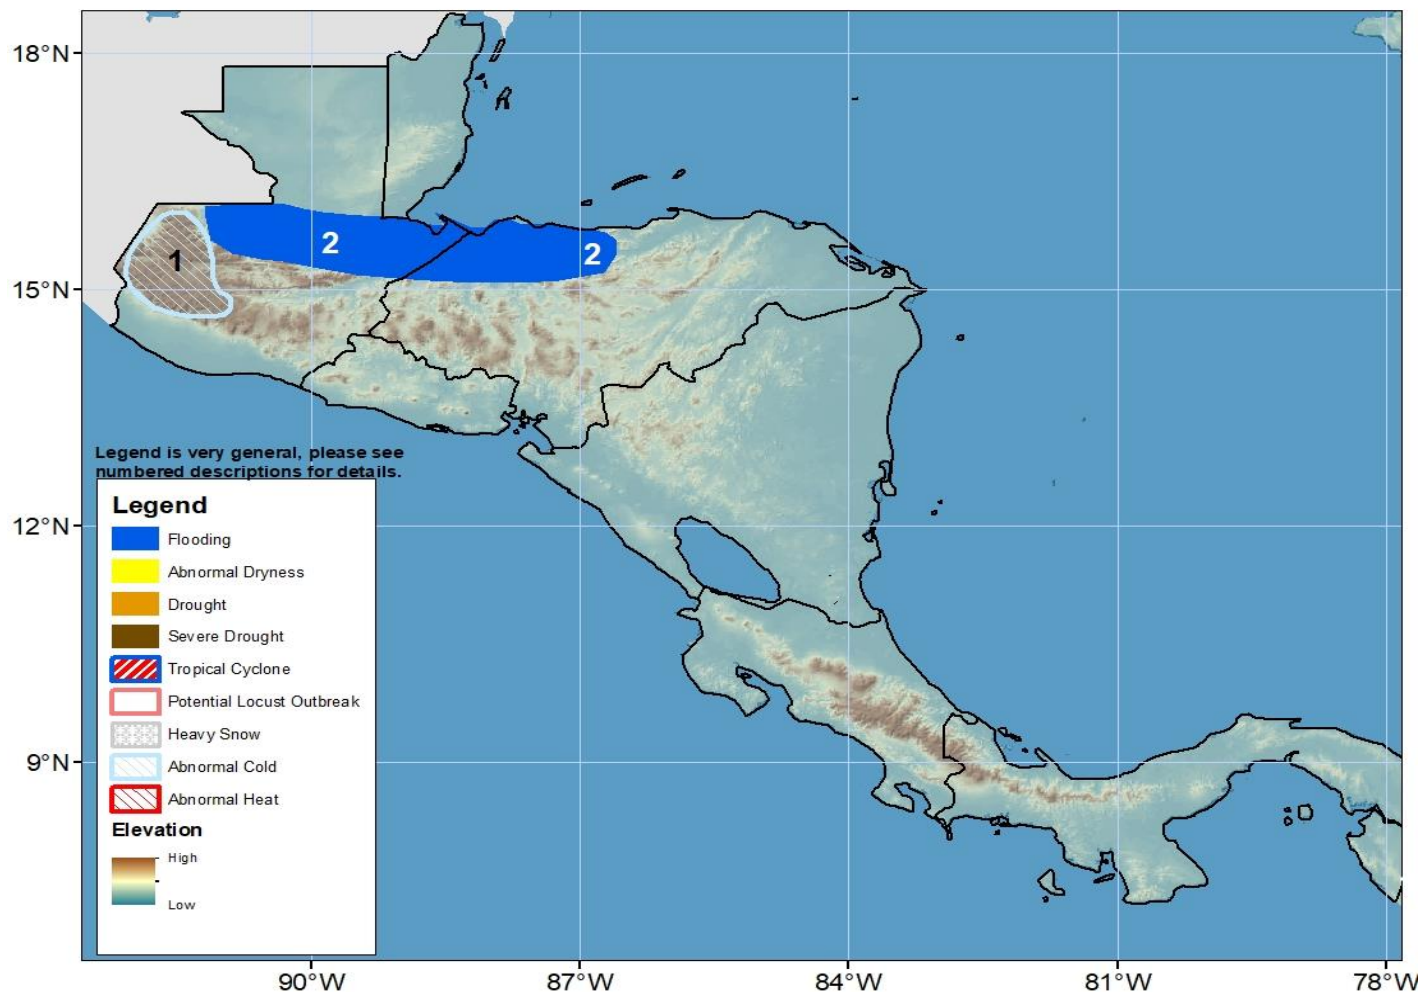 18°N
15°N
12°N
9°N
1
2
2
Legend is very general, please see
numbered descriptions for details.
Legend
Flooding
Abnormal Dryness
Drought
Severe Drought
Tropical Cyclone
Potential Locust Outbreak
Heavy Snow
Abnormal Cold
Abnormal Heat
Elevation
High
Low
90°W
87°W
84°W
81°W
78°W